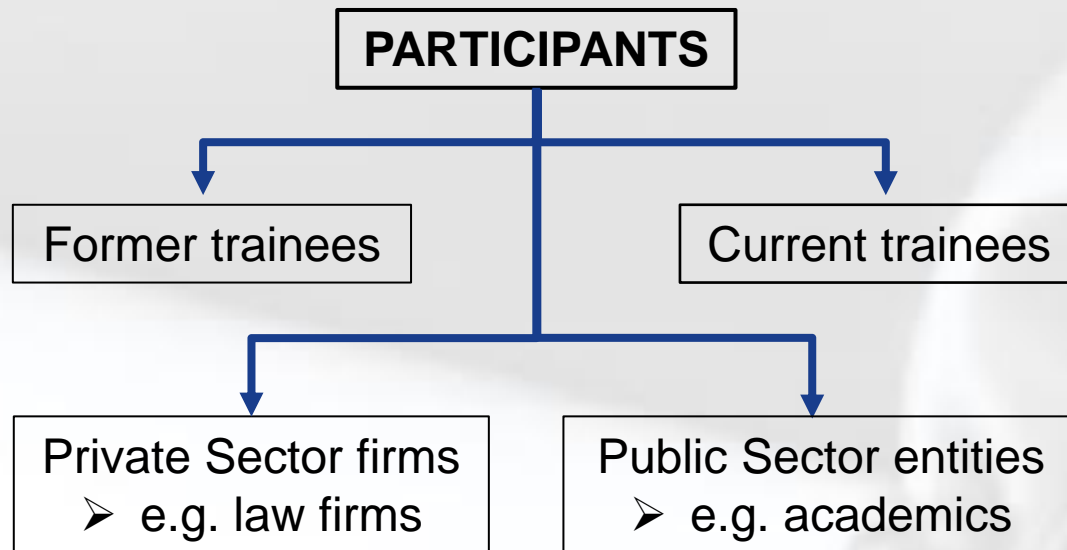 PARTICIPANTS
Former trainees
Current trainees
Private Sector firms
➢ e.g. law firms
Public Sector entities
➢ e.g. academics